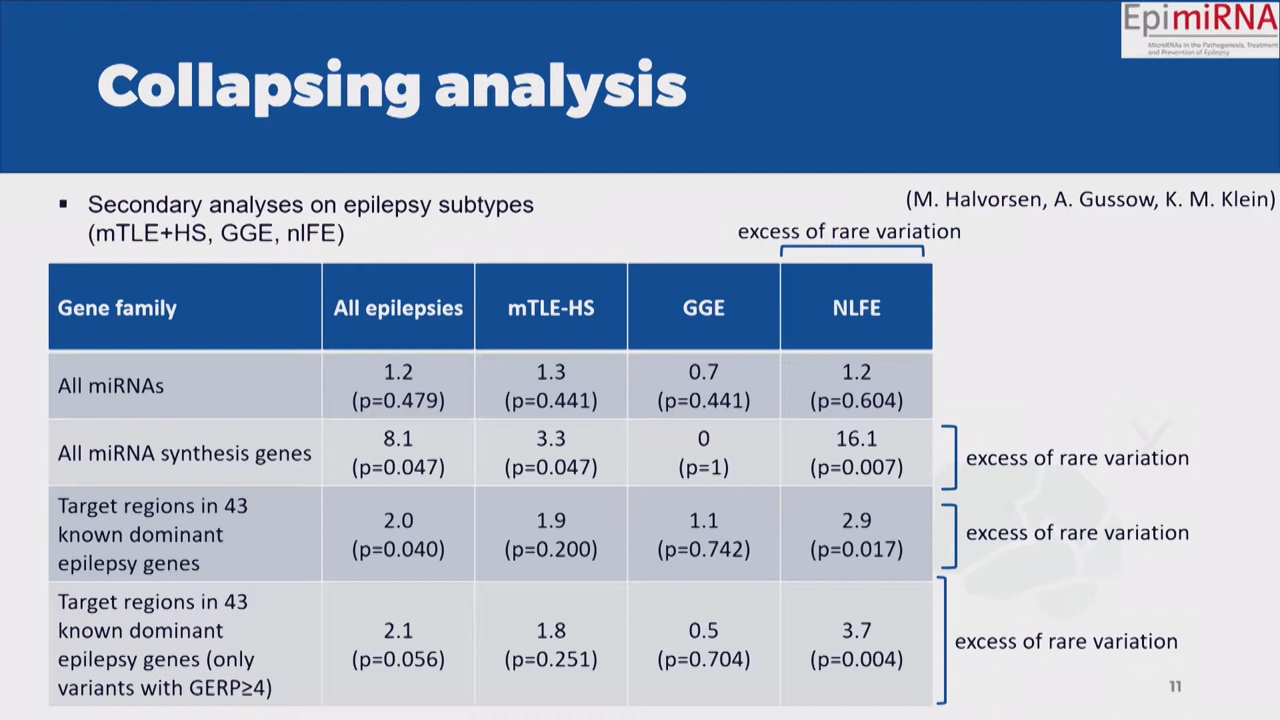 EpimiRNA
MicroRNAs in the Pathogenesis, Treatment
and Prevention of Epilepsy
Collapsing analysis
▪ Secondary analyses on epilepsy subtypes
(mTLE+HS, GGE, nlFE)
(M. Halvorsen, A. Gussow, K. M. Klein)
excess of rare variation
Gene family All epilepsies mTLE-HS GGE NLFE
All miRNAs
1.2 1.3 0.7 1.2
(p=0.479) (p=0.441) (p=0.441) (p=0.604)
All miRNA synthesis genes
8.1 3.3 0 16.1
(p=0.047) (p=0.047) (p=1) (p=0.007)
excess of rare variation
Target regions in 43
known dominant
epilepsy genes
2.0 1.9 1.1 2.9
(p=0.040) (p=0.200) (p=0.742) (p=0.017)
excess of rare variation
Target regions in 43
known dominant
epilepsy genes (only
variants with GERP≥4)
2.1 1.8 0.5 3.7
(p=0.056) (p=0.251) (p=0.704) (p=0.004)
excess of rare variation
11